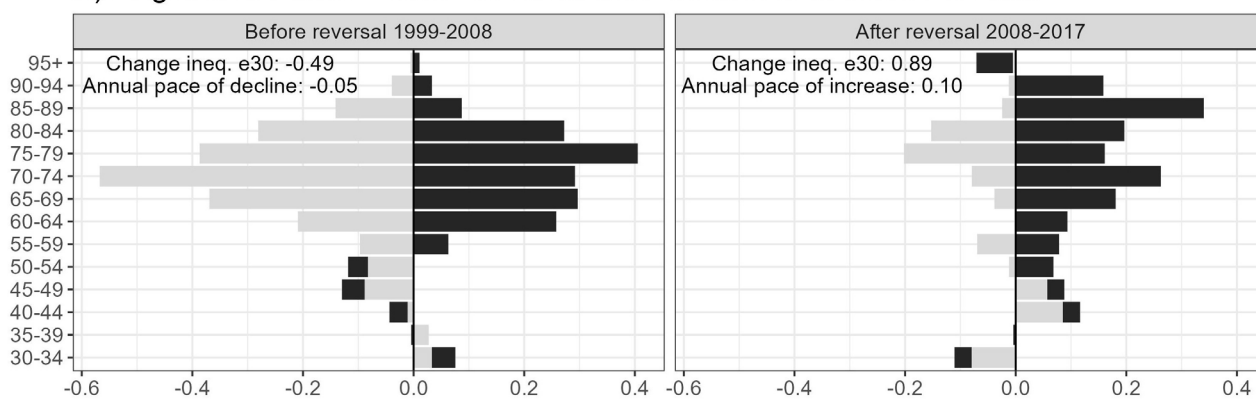 Before reversal 1999-2008
After reversal 2008-2017
Change ineq. e30: -0.49
Annual pace of decline: -0.05
Change ineq. e30: 0.89
Annual pace of increase: 0.10
95+
90-94
85-89
80-84
75-79
70-74
65-69
60-64
55-59
50-54
45-49
40-44
35-39
30-34
-0.6 -0.4 -0.2 0.0 0.2 0.4
-0.6 -0.4 -0.2 0.0 0.2 0.4